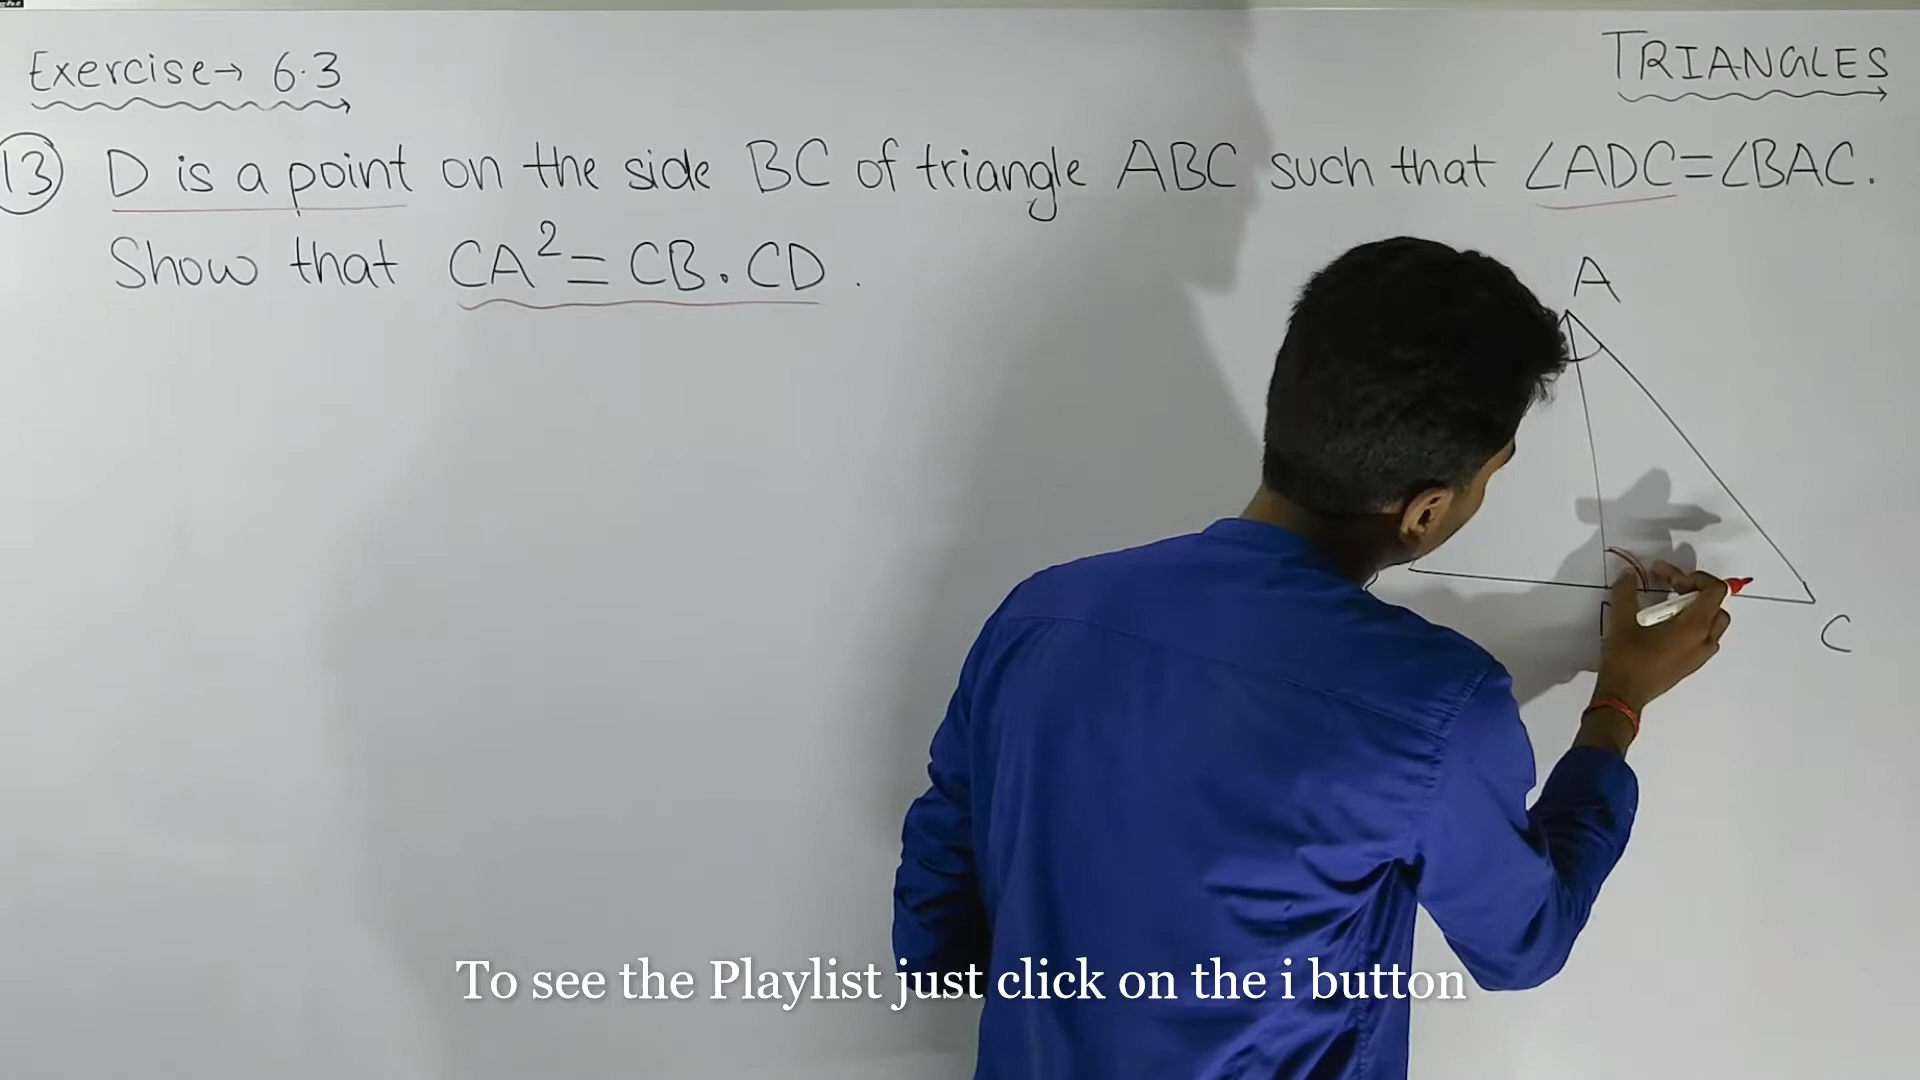 Exercise→ 6.3
TRIANGLES
13 D is a point on the side BC of triangle ABC such that ∠ADC=∠BAC.
Show that CA²=CB.CD.
A
C
To see the Playlist just click on the i button